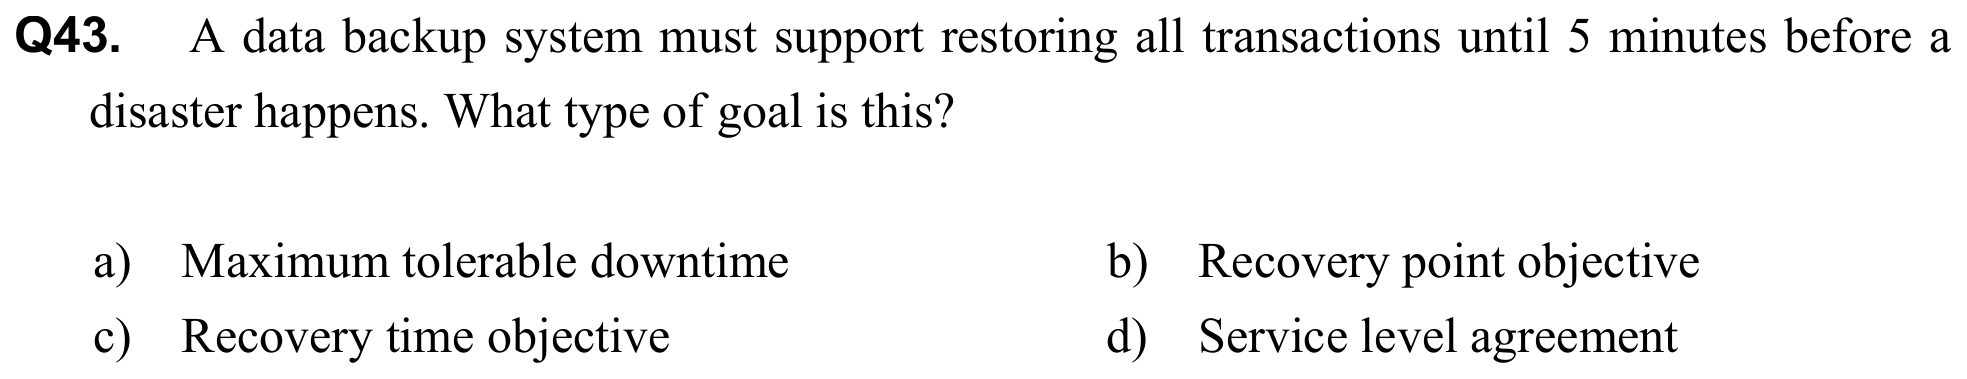 Q43. A data backup system must support restoring all transactions until 5 minutes before a
disaster happens. What type of goal is this?
a) Maximum tolerable downtime b) Recovery point objective
c) Recovery time objective d) Service level agreement